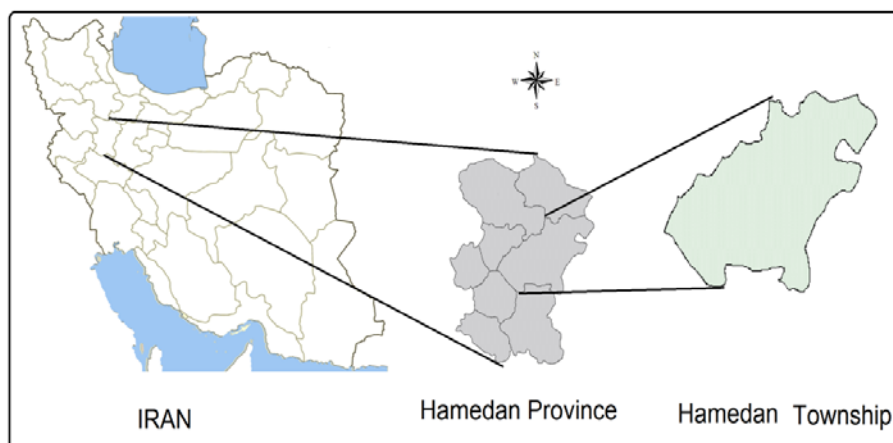 N
W E
S
IRAN
Hamedan Province
Hamedan Township